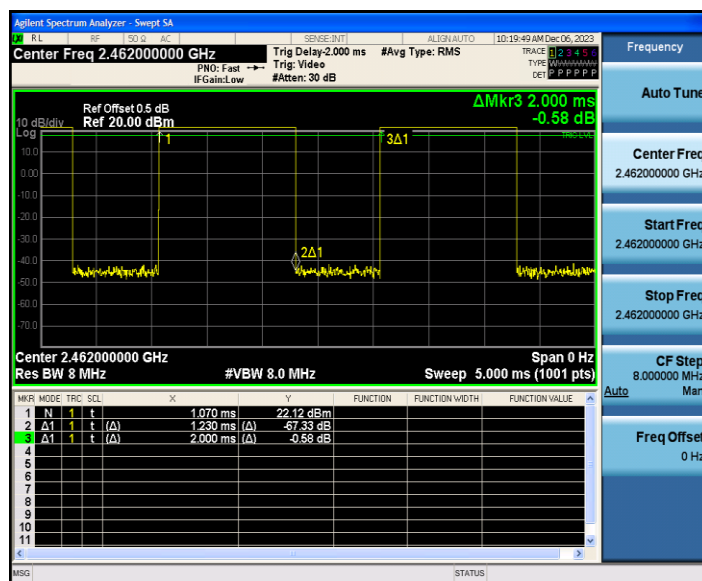 Agilent Spectrum Analyzer - Swept SA
RL RF 50 Ω AC SENSE:INT ALIGN AUTO 10:19:49 AM Dec 06, 2023
Center Freq 2.462000000 GHz
PNO: Fast
IFGain:Low
Trig Delay-2.000 ms
Trig: Video
#Atten: 30 dB
#Avg Type: RMS
TRACE 1 2 3 4 5 6
TYPE W
DET P P P P P P
Ref Offset 0.5 dB
10 dB/div Ref 20.00 dBm
ΔMkr3 2.000 ms
-0.58 dB
Log
TRIG LVL
1
3Δ1
2Δ1
10.0
0.00
-10.0
-20.0
-30.0
-40.0
-50.0
-60.0
-70.0
Center 2.462000000 GHz Span 0 Hz
Res BW 8 MHz #VBW 8.0 MHz Sweep 5.000 ms (1001 pts)
MKR MODE TRC SCL X Y FUNCTION FUNCTION WIDTH FUNCTION VALUE
1 N 1 t 1.070 ms 22.12 dBm
2 Δ1 1 t (Δ) 1.230 ms (Δ) -67.33 dB
3 Δ1 1 t (Δ) 2.000 ms (Δ) -0.58 dB
4
5
6
7
8
9
10
11
MSG STATUS
Frequency
Auto Tune
Center Freq
2.462000000 GHz
Start Freq
2.462000000 GHz
Stop Freq
2.462000000 GHz
CF Step
8.000000 MHz
Auto Man
Freq Offset
0 Hz